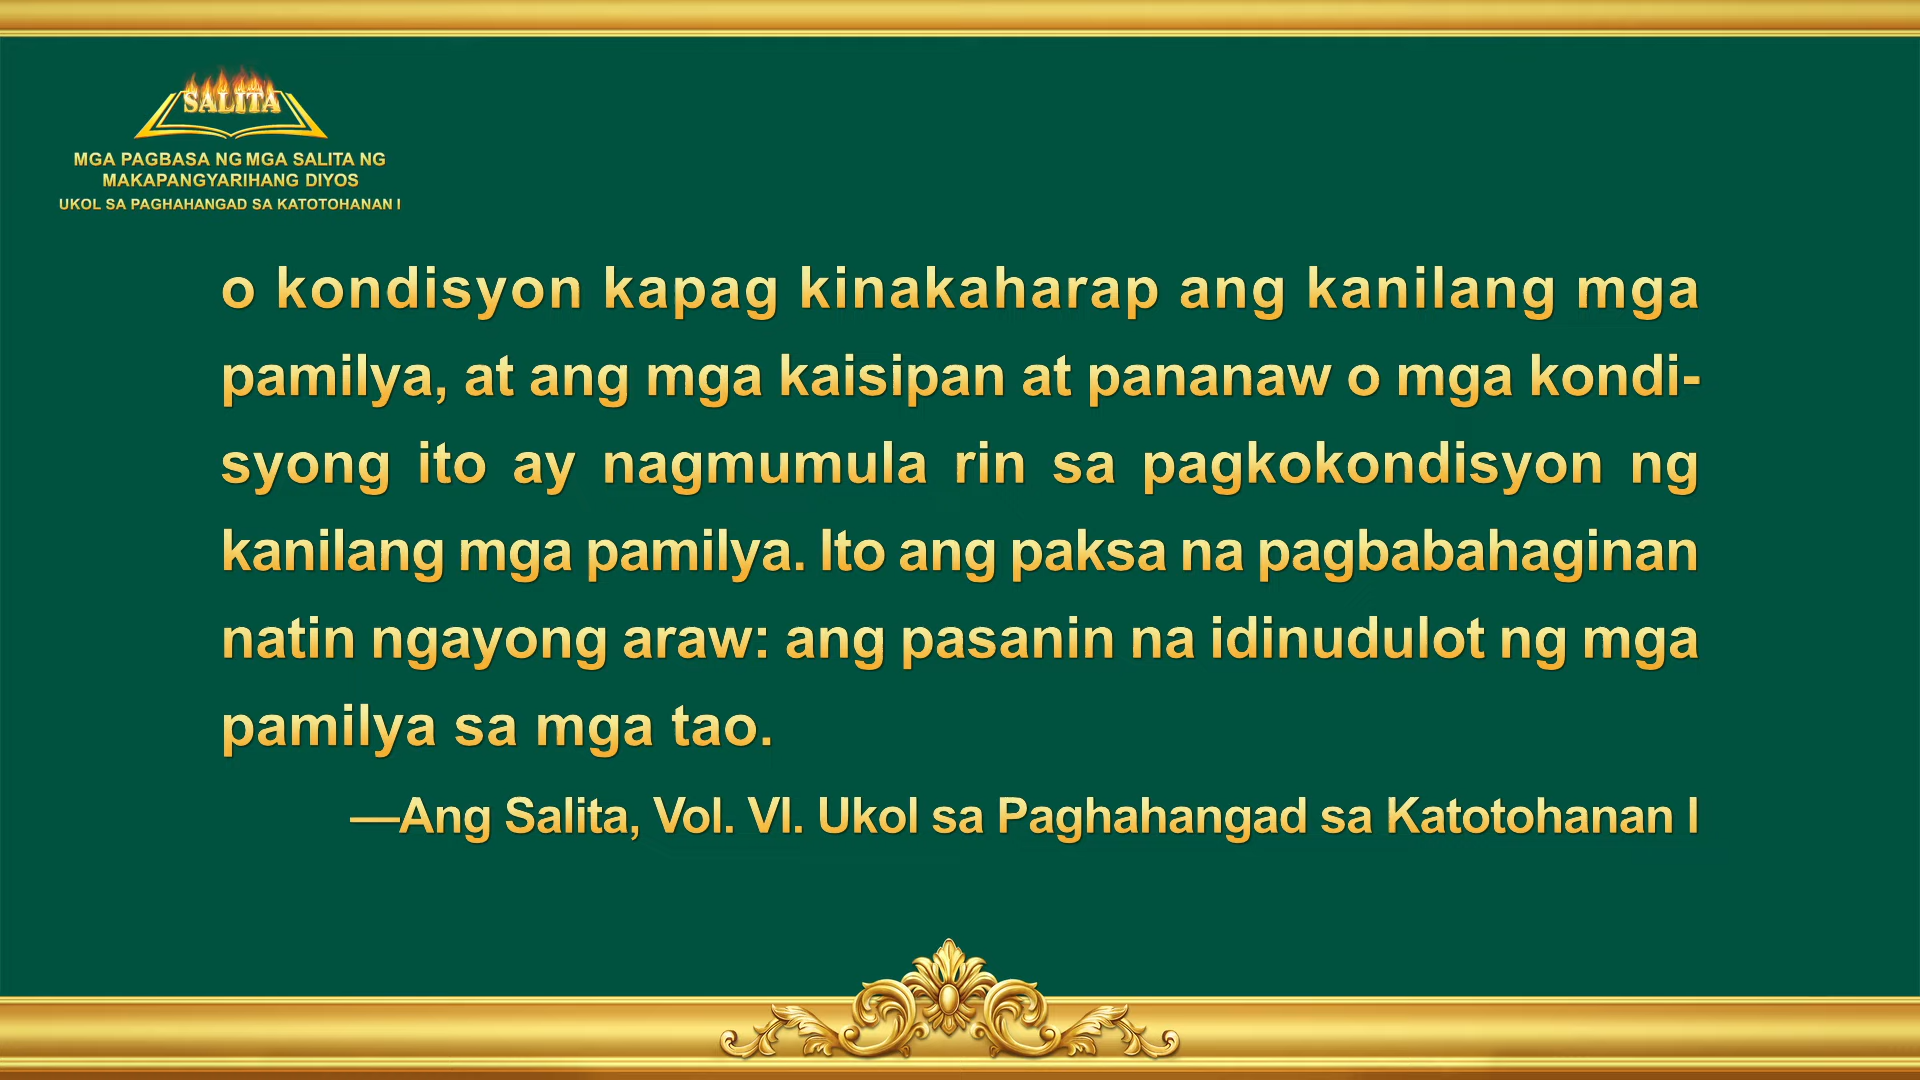 SALITA
MGA PAGBASA NG MGA SALITA NG
MAKAPANGYARIHANG DIYOS
UKOL SA PAGHAHANGAD SA KATOTOHANAN I
o kondisyon kapag kinakaharap ang kanilang mga
pamilya, at ang mga kaisipan at pananaw o mga kondi-
syong ito ay nagmumula rin sa pagkokondisyon ng
kanilang mga pamilya. Ito ang paksa na pagbabahaginan
natin ngayong araw: ang pasanin na idinudulot ng mga
pamilya sa mga tao.
—Ang Salita, Vol. VI. Ukol sa Paghahangad sa Katotohanan I